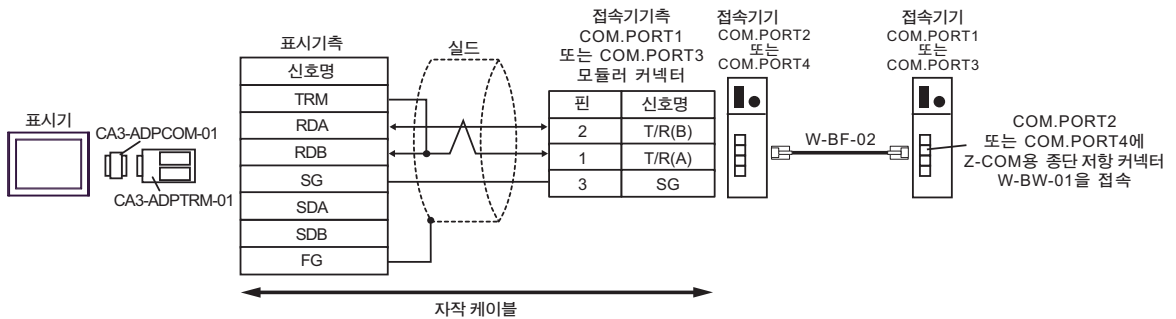 표시기
CA3-ADPCOM-01
CA3-ADPTRM-01
표시기측
신호명
TRM
RDA
RDB
SG
SDA
SDB
FG
실드
접속기기측
COM.PORT1
또는 COM.PORT3
모듈러 커넥터
핀 신호명
2 T/R(B)
1 T/R(A)
3 SG
자작 케이블
접속기기
COM.PORT2
또는
COM.PORT4
W-BF-02
접속기기
COM.PORT1
또는
COM.PORT3
COM.PORT2
또는 COM.PORT4에
Z-COM용 종단 저항 커넥터
W-BW-01을 접속